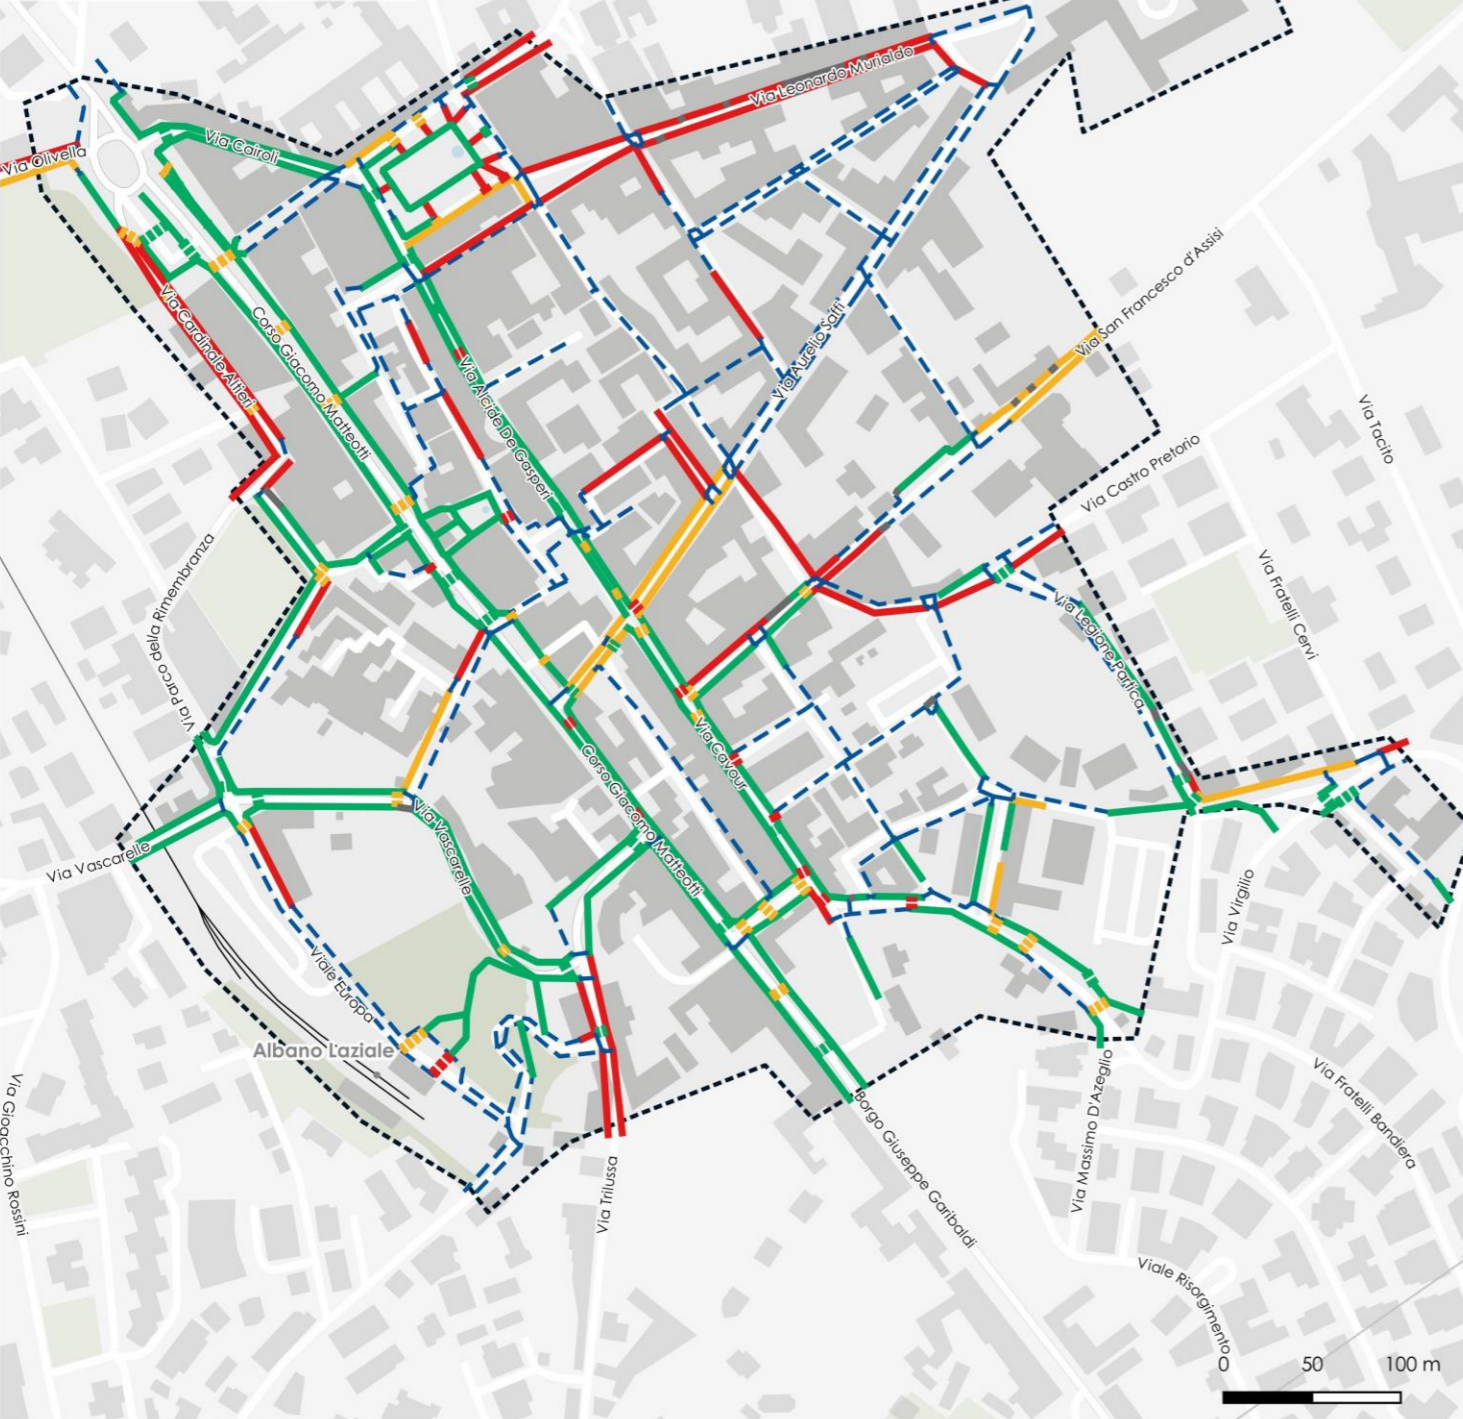 Via Leonardo Murialdo
Via Olivella
Via Cairoli
Via San Francesco d'Assisi
Via Cardinale Altieri
Corso Giacomo Matteotti
Via Aurelio Saffi
Via Alcide De Gasperi
Via Tacito
Via Castro Pretorio
Via Parco della Rimembranza
Via Fratelli Cervi
Via Legione Partica
Via Cavour
Corso Giacomo Matteotti
Via Vascarelle
Via Vascarelle
Via Virgilio
Viale Europa
Albano Laziale
Via Gioacchino Rossini
Via Fratelli Bandiera
Via Massimo D'Azeglio
Borgo Giuseppe Garibaldi
Via Trilussa
Viale Risorgimento
0 50 100 m